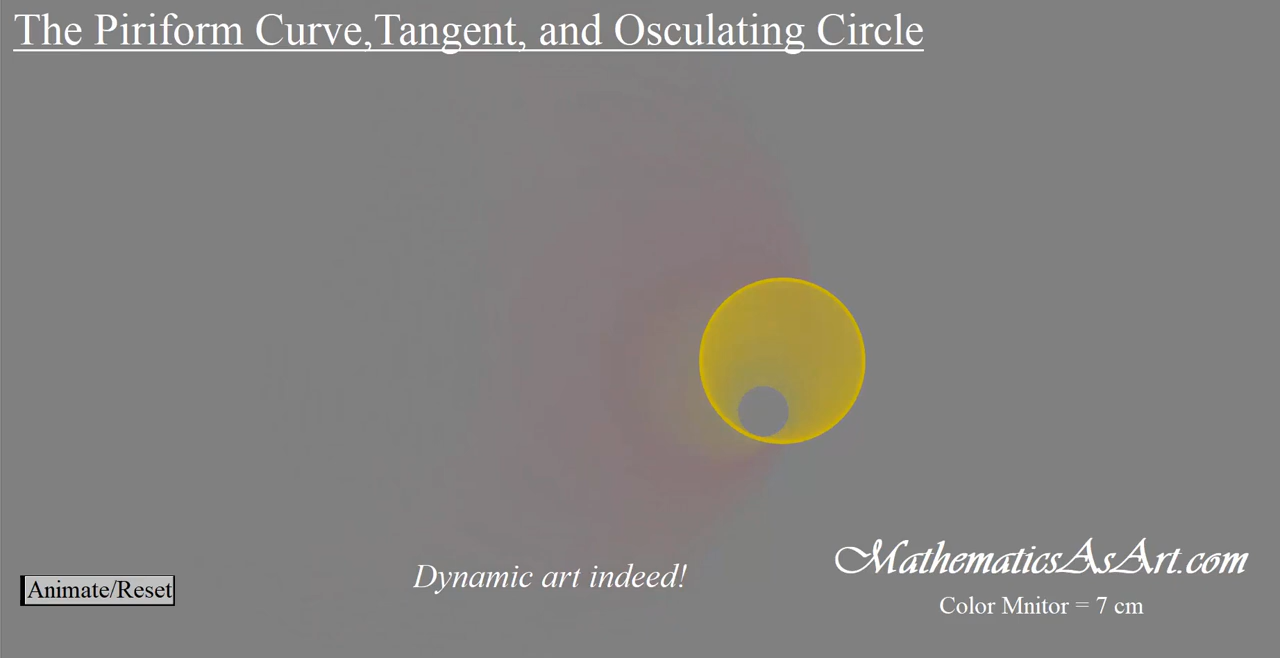 The Piriform Curve,Tangent, and Osculating Circle
Dynamic art indeed!
MathematicsAsArt.com
Animate/Reset
Color Mnitor = 7 cm